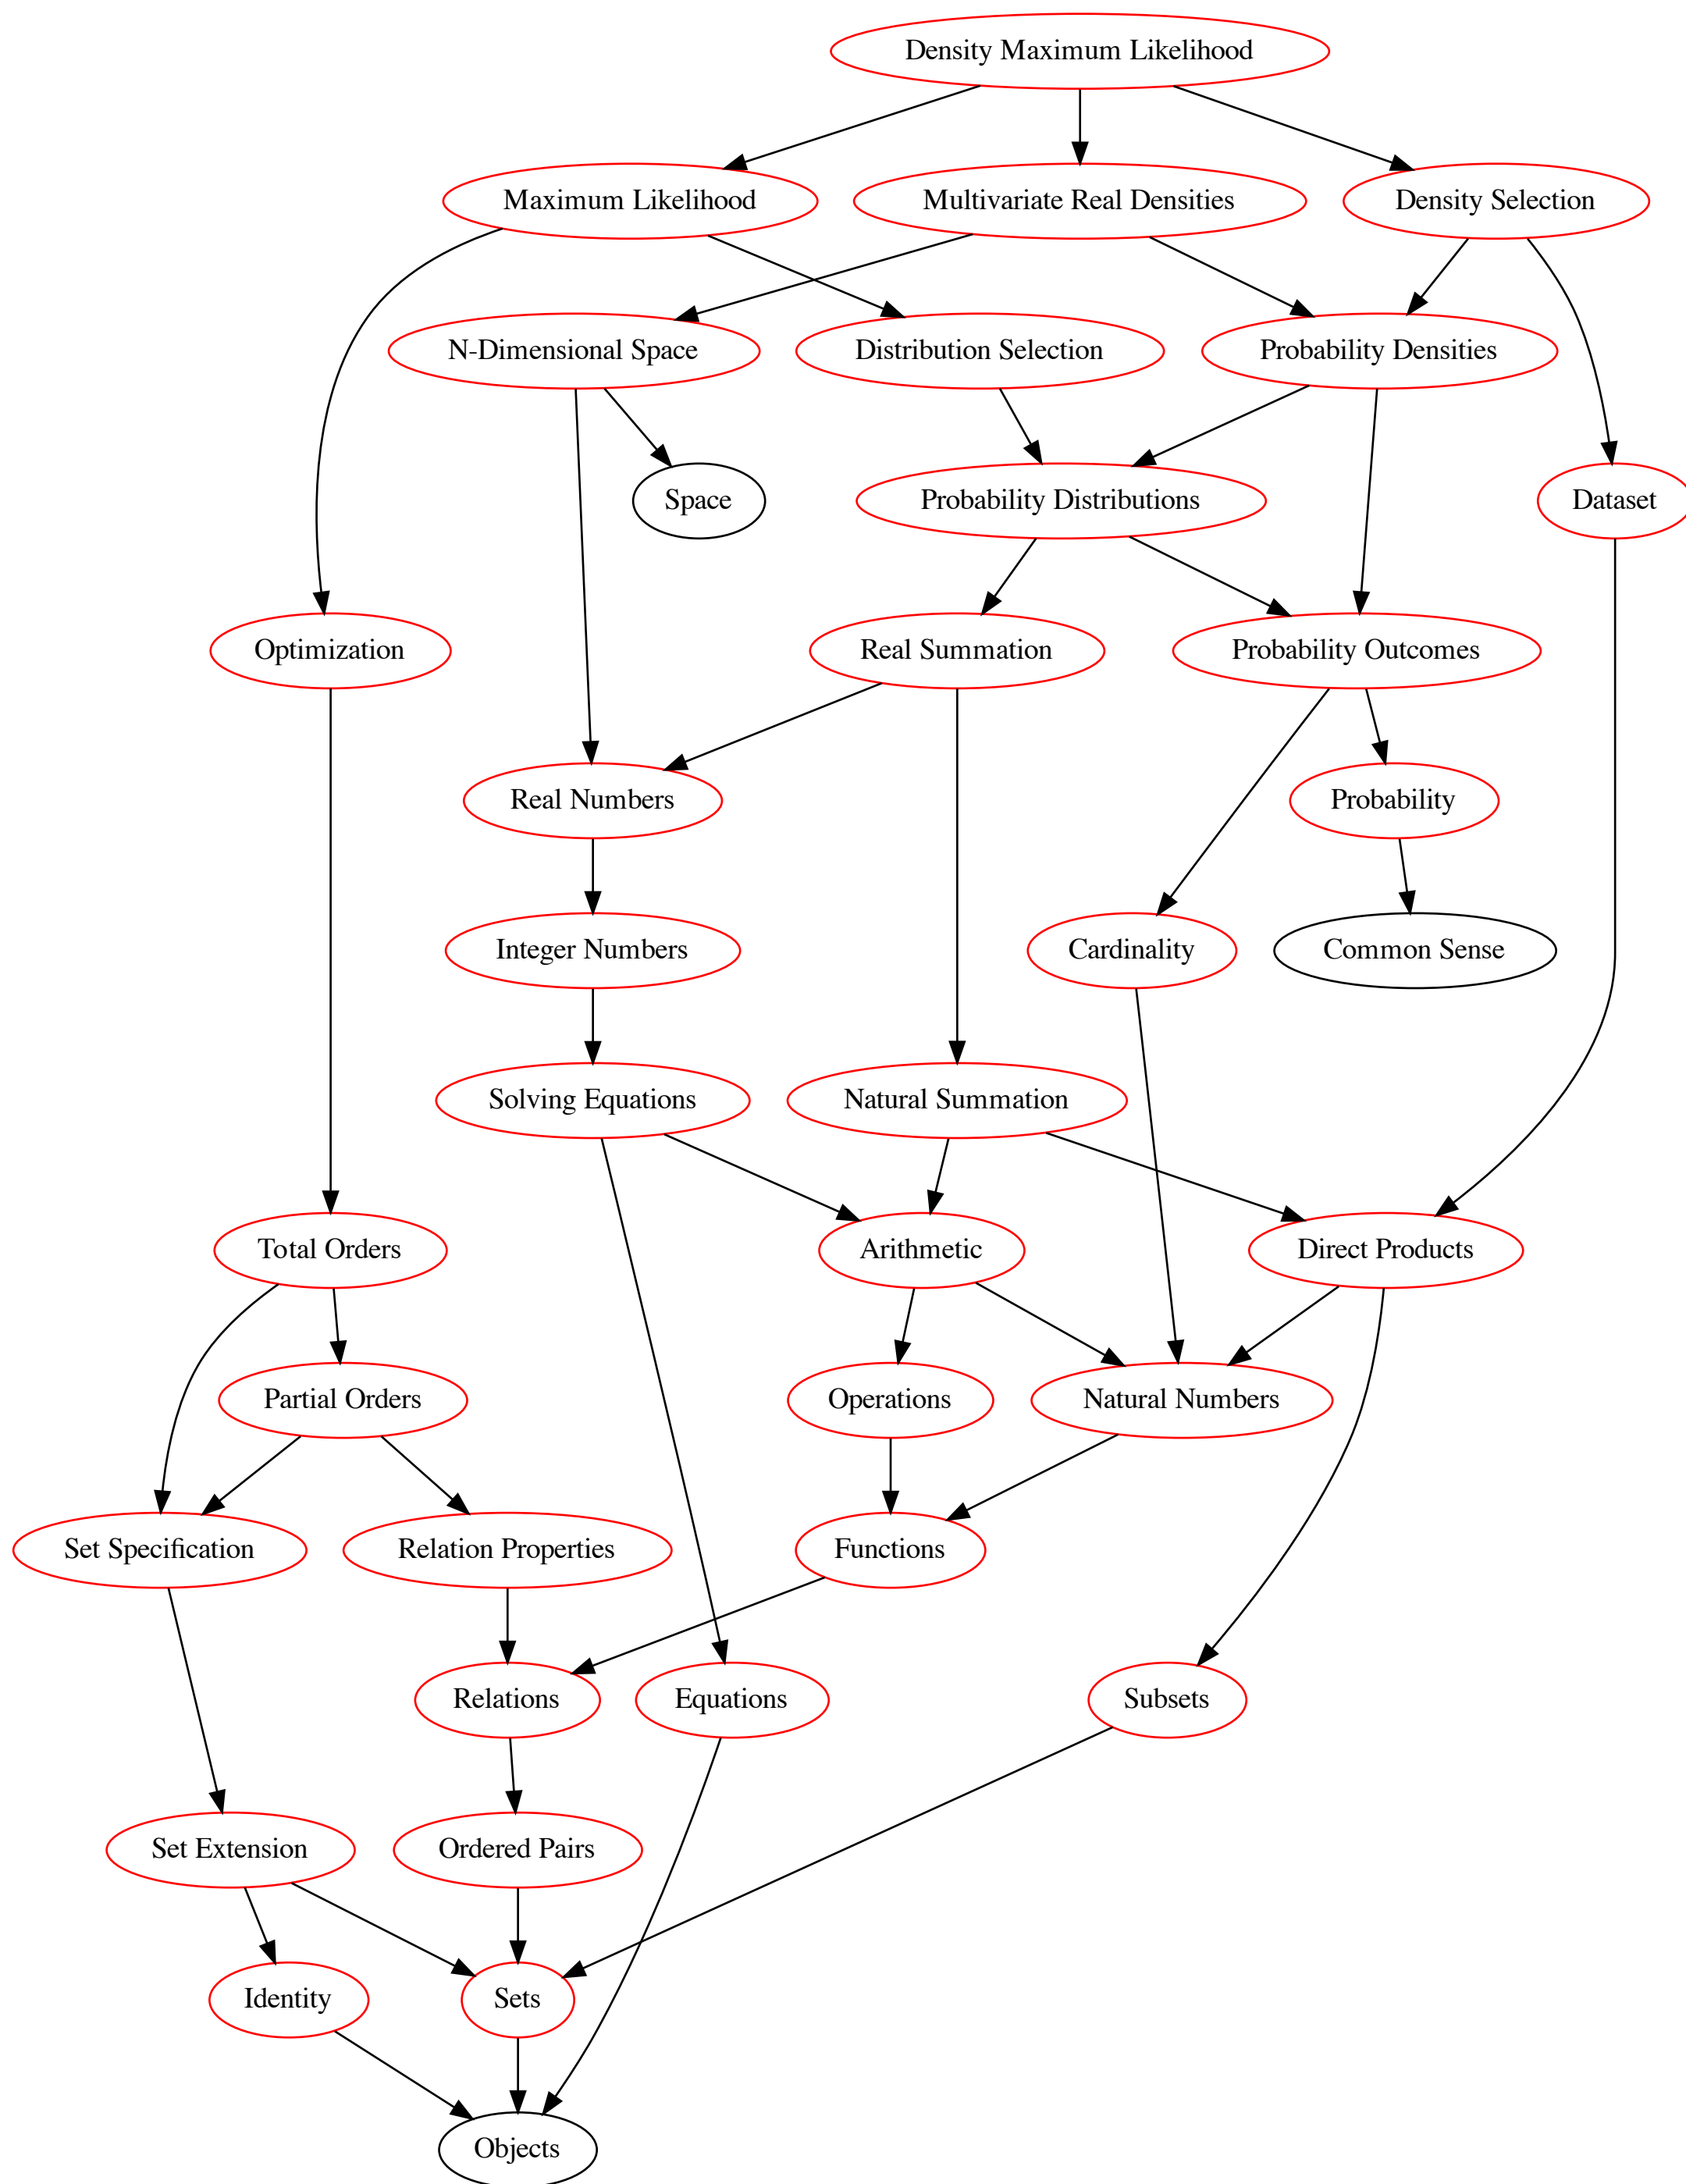 Density Maximum Likelihood
Maximum Likelihood
Multivariate Real Densities
Density Selection
N-Dimensional Space
Distribution Selection
Probability Densities
Space
Probability Distributions
Dataset
Optimization
Real Summation
Probability Outcomes
Real Numbers
Probability
Integer Numbers
Cardinality
Common Sense
Solving Equations
Natural Summation
Total Orders
Arithmetic
Direct Products
Partial Orders
Operations
Natural Numbers
Set Specification
Relation Properties
Functions
Relations
Equations
Subsets
Set Extension
Ordered Pairs
Identity
Sets
Objects